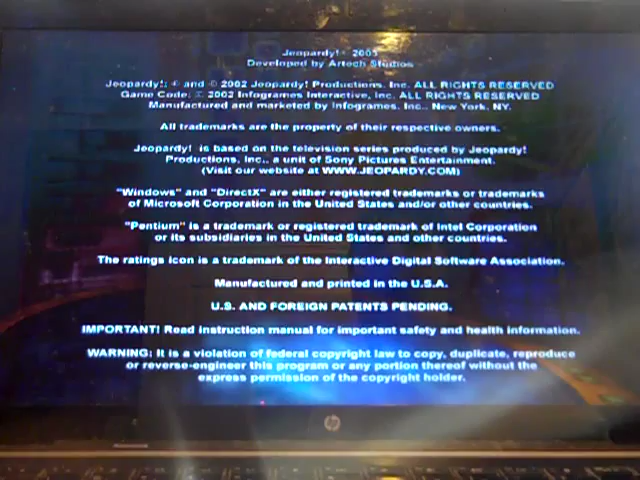 Jeopardy!® 2003
Developed by Artech Studios
Jeopardy!; © and © 2002 Jeopardy! Productions, Inc. ALL RIGHTS RESERVED
Game Code: © 2002 Infogrames Interactive, Inc. ALL RIGHTS RESERVED
Manufactured and marketed by Infogrames, Inc., New York, NY.
All trademarks are the property of their respective owners.
Jeopardy! is based on the television series produced by Jeopardy!
Productions, Inc., a unit of Sony Pictures Entertainment.
(Visit our website at WWW.JEOPARDY.COM)
"Windows" and "DirectX" are either registered trademarks or trademarks
of Microsoft Corporation in the United States and/or other countries.
"Pentium" is a trademark or registered trademark of Intel Corporation
or its subsidiaries in the United States and other countries.
The ratings icon is a trademark of the Interactive Digital Software Association.
Manufactured and printed in the U.S.A.
U.S. AND FOREIGN PATENTS PENDING.
IMPORTANT! Read instruction manual for important safety and health information.
WARNING: It is a violation of federal copyright law to copy, duplicate, reproduce
or reverse-engineer this program or any portion thereof without the
express permission of the copyright holder.
hp